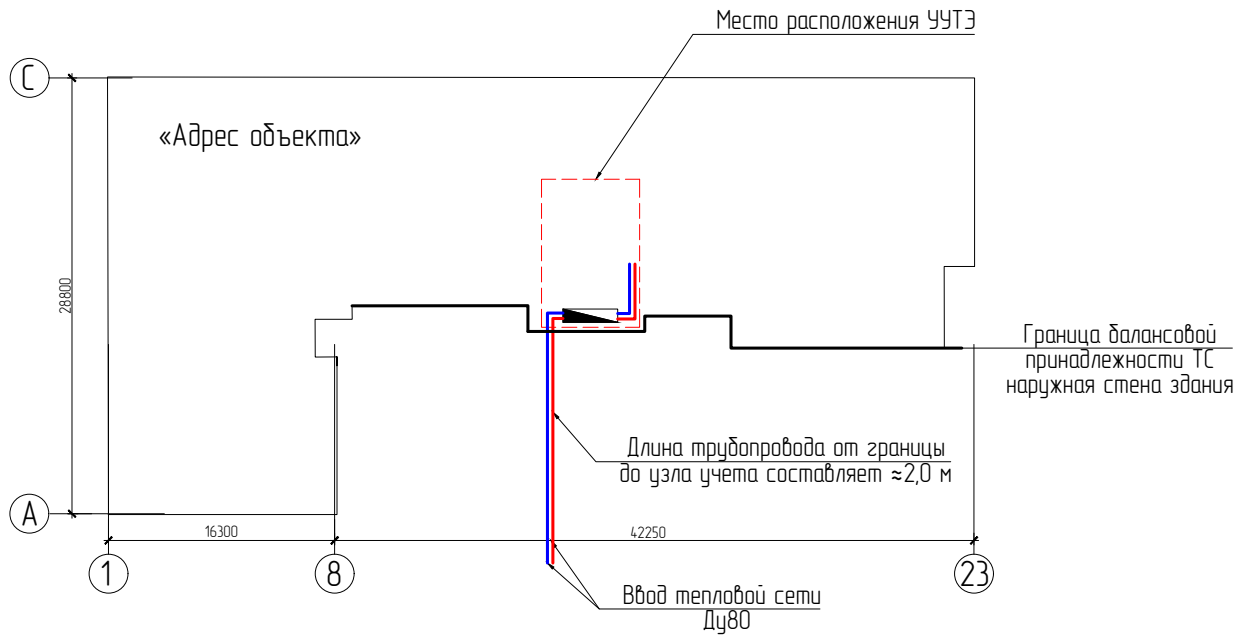 Место расположения УУТЭ
С
«Адрес объекта»
28800
Граница балансовой
принадлежности ТС
наружная стена здания
Длина трубопровода от границы
до узла учета составляет ≈2,0 м
А
16300
42250
1
8
23
Ввод тепловой сети
Ду80